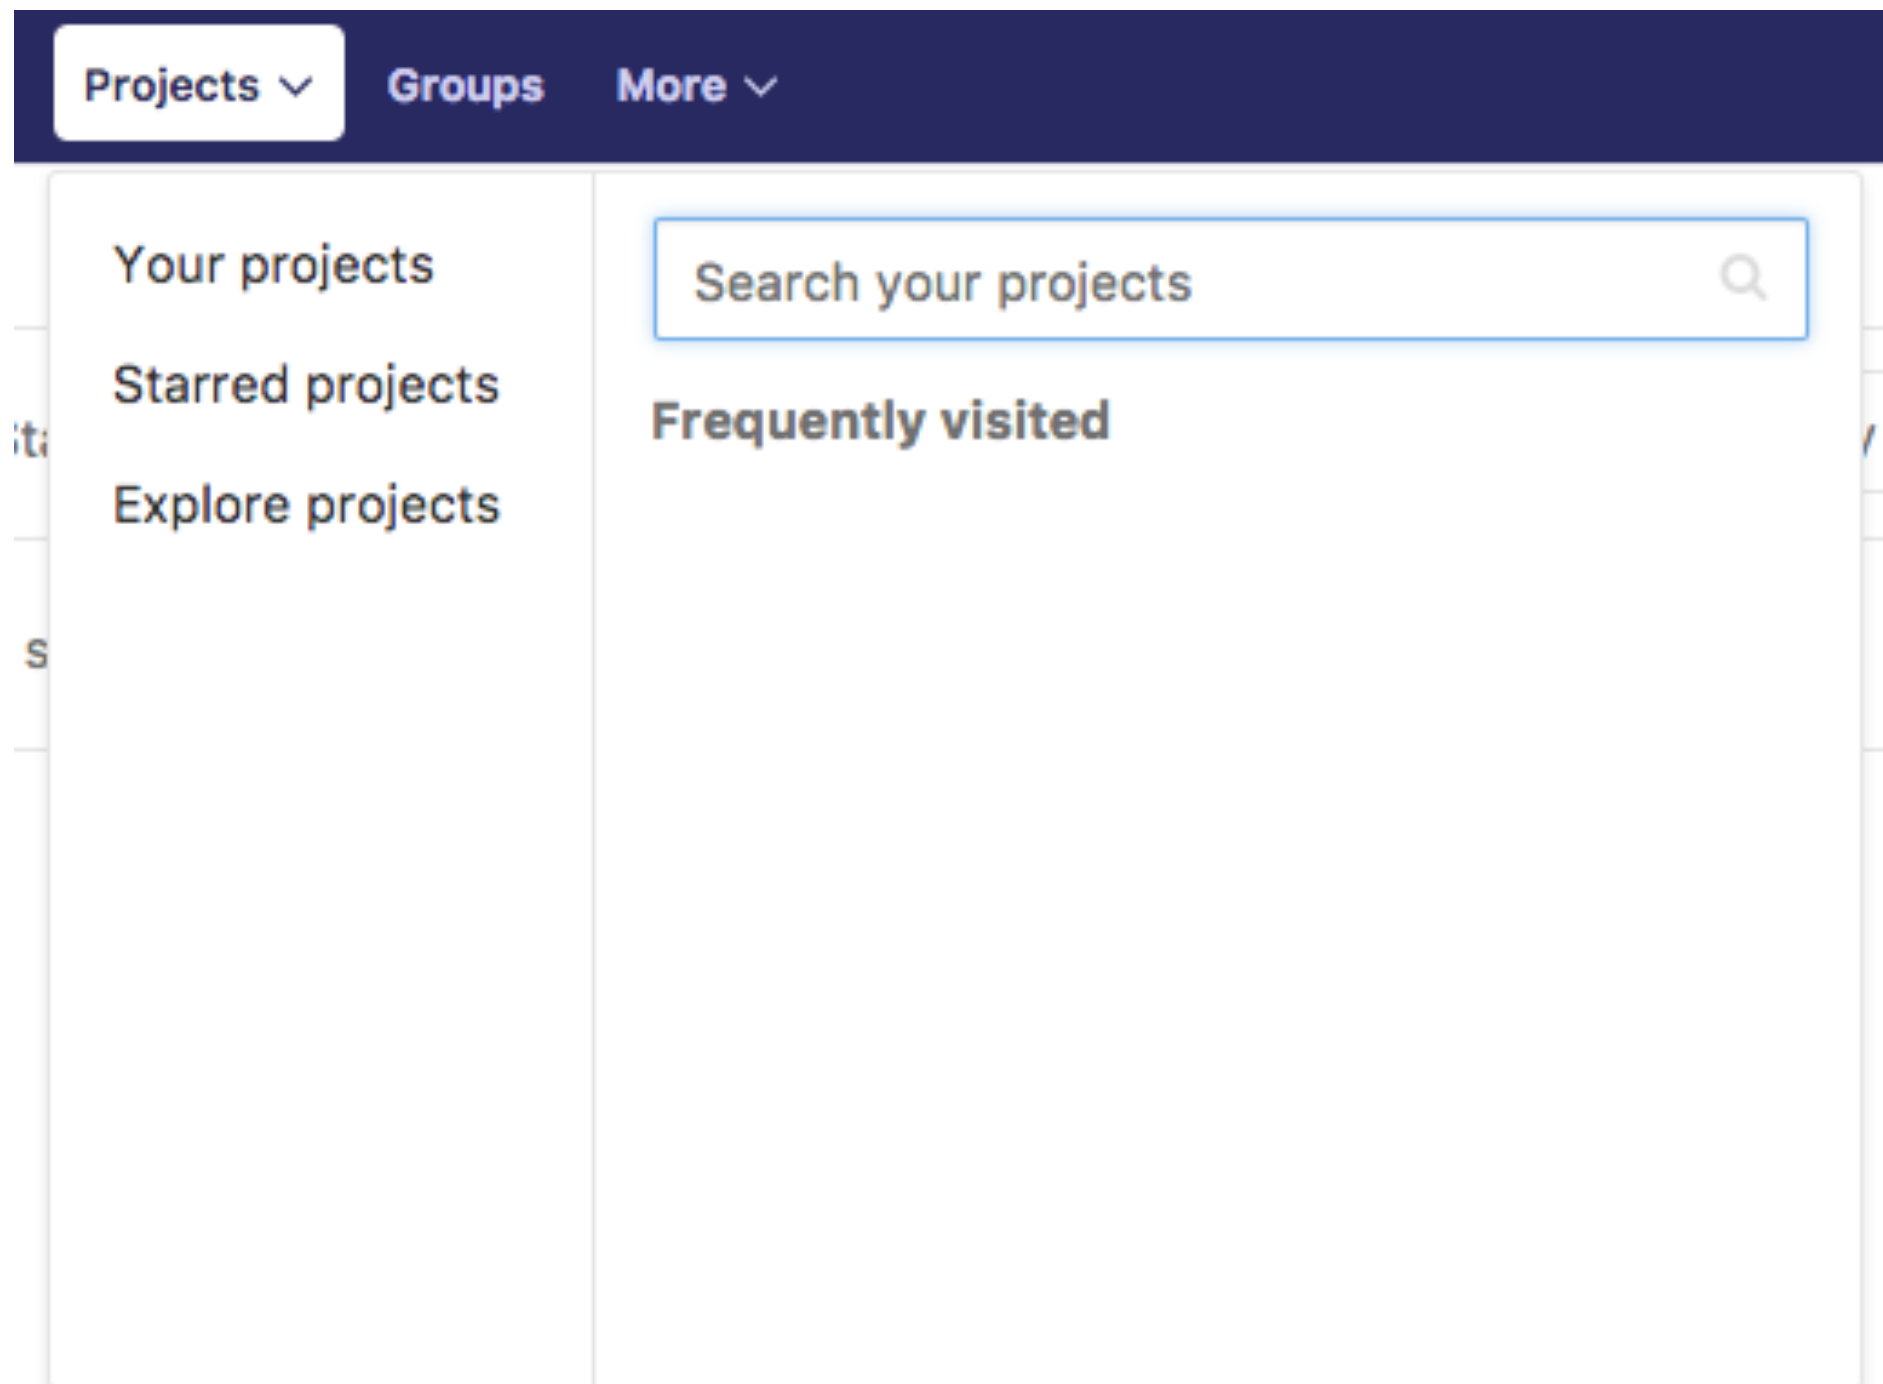 Projects Groups More
Your projects
Starred projects
Explore projects
Search your projects
Frequently visited